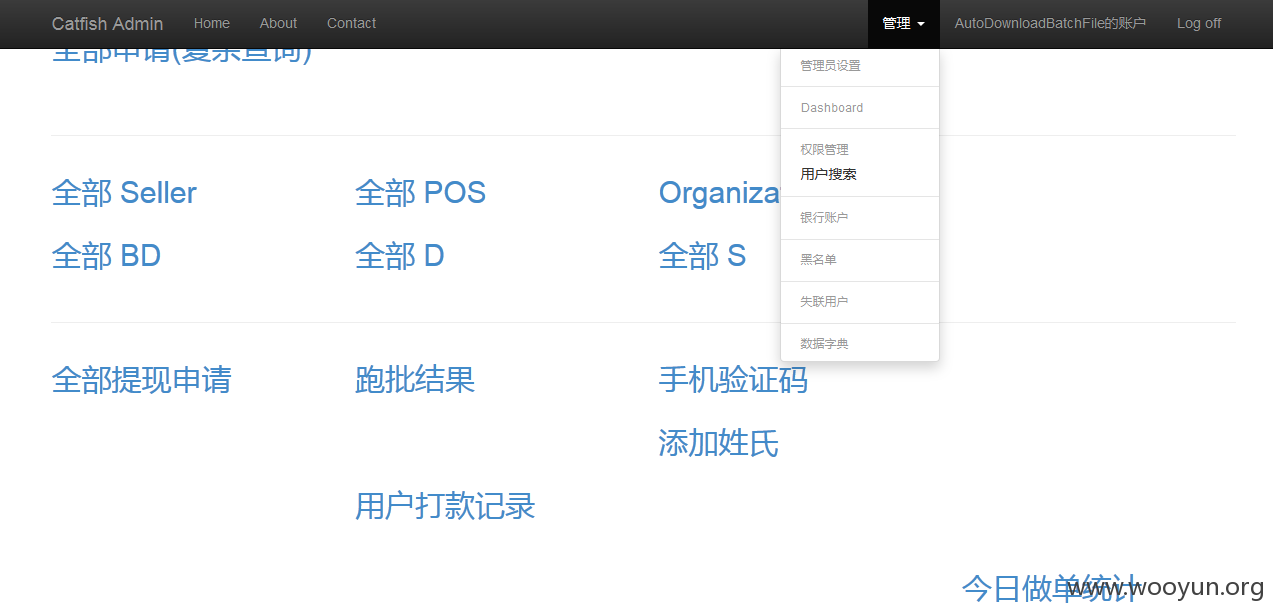 Catfish Admin Home About Contact 管理 AutoDownloadBatchFile的账户 Log off
全部申请(复杂查询)
管理员设置
Dashboard
权限管理
用户搜索
银行账户
黑名单
失联用户
数据字典
全部 Seller 全部 POS Organiza
全部 BD 全部 D 全部 S
全部提现申请 跑批结果 手机验证码
添加姓氏
用户打款记录
今日做单统计
www.wooyun.org